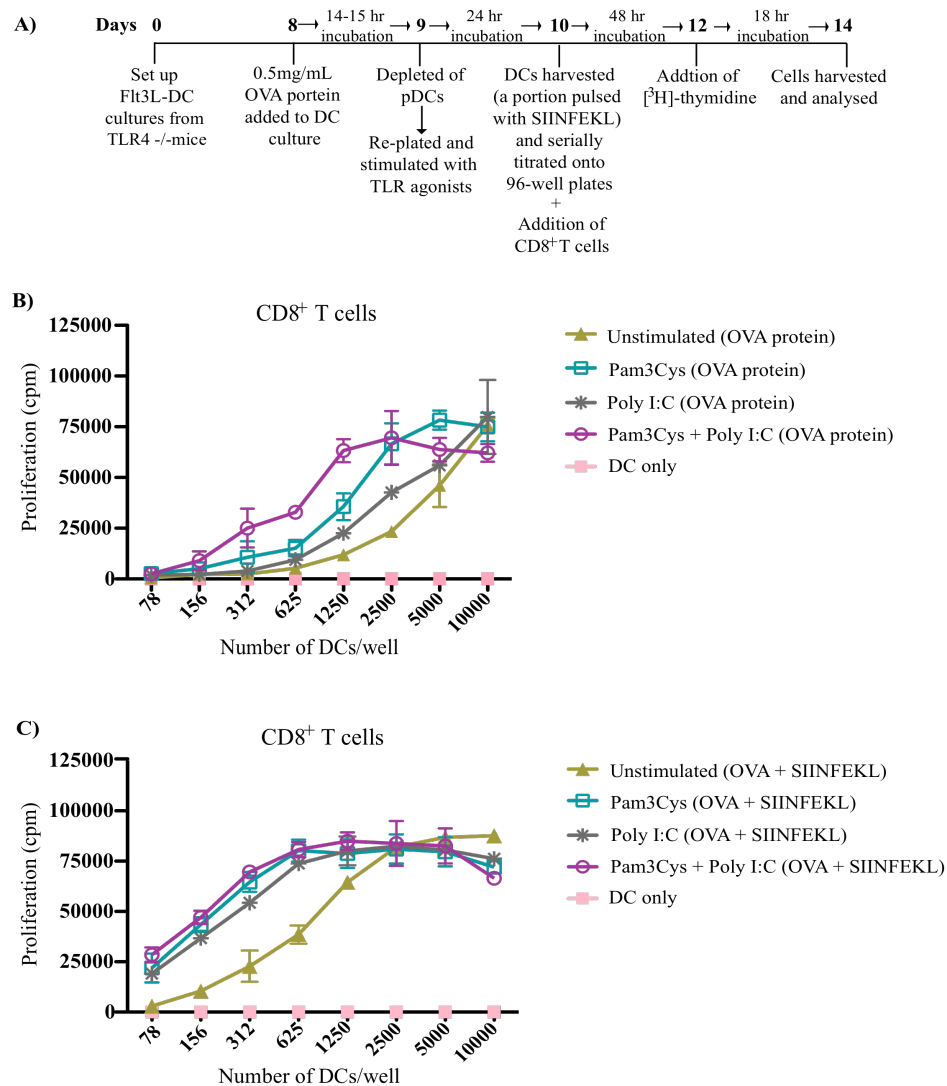 A)
Days 0 8 → 14-15 hr incubation → 9 → 24 hr incubation → 10 → 48 hr incubation → 12 → 18 hr incubation → 14
Set up
Flt3L-DC
cultures from
TLR4 -/-mice
0.5mg/mL
OVA portein
added to DC
culture
Depleted of
pDCs
Re-plated and
stimulated with
TLR agonists
DCs harvested
(a portion pulsed
with SIINFEKL)
and serially
titrated onto
96-well plates
+
Addition of
CD8+T cells
Addtion of
[³H]-thymidine
Cells harvested
and analysed
B)
CD8+ T cells
Proliferation (cpm)
125000
100000
75000
50000
25000
0
78 156 312 625 1250 2500 5000 10000
Number of DCs/well
Unstimulated (OVA protein)
Pam3Cys (OVA protein)
Poly I:C (OVA protein)
Pam3Cys + Poly I:C (OVA protein)
DC only
C)
CD8+ T cells
Proliferation (cpm)
125000
100000
75000
50000
25000
0
78 156 312 625 1250 2500 5000 10000
Number of DCs/well
Unstimulated (OVA + SIINFEKL)
Pam3Cys (OVA + SIINFEKL)
Poly I:C (OVA + SIINFEKL)
Pam3Cys + Poly I:C (OVA + SIINFEKL)
DC only